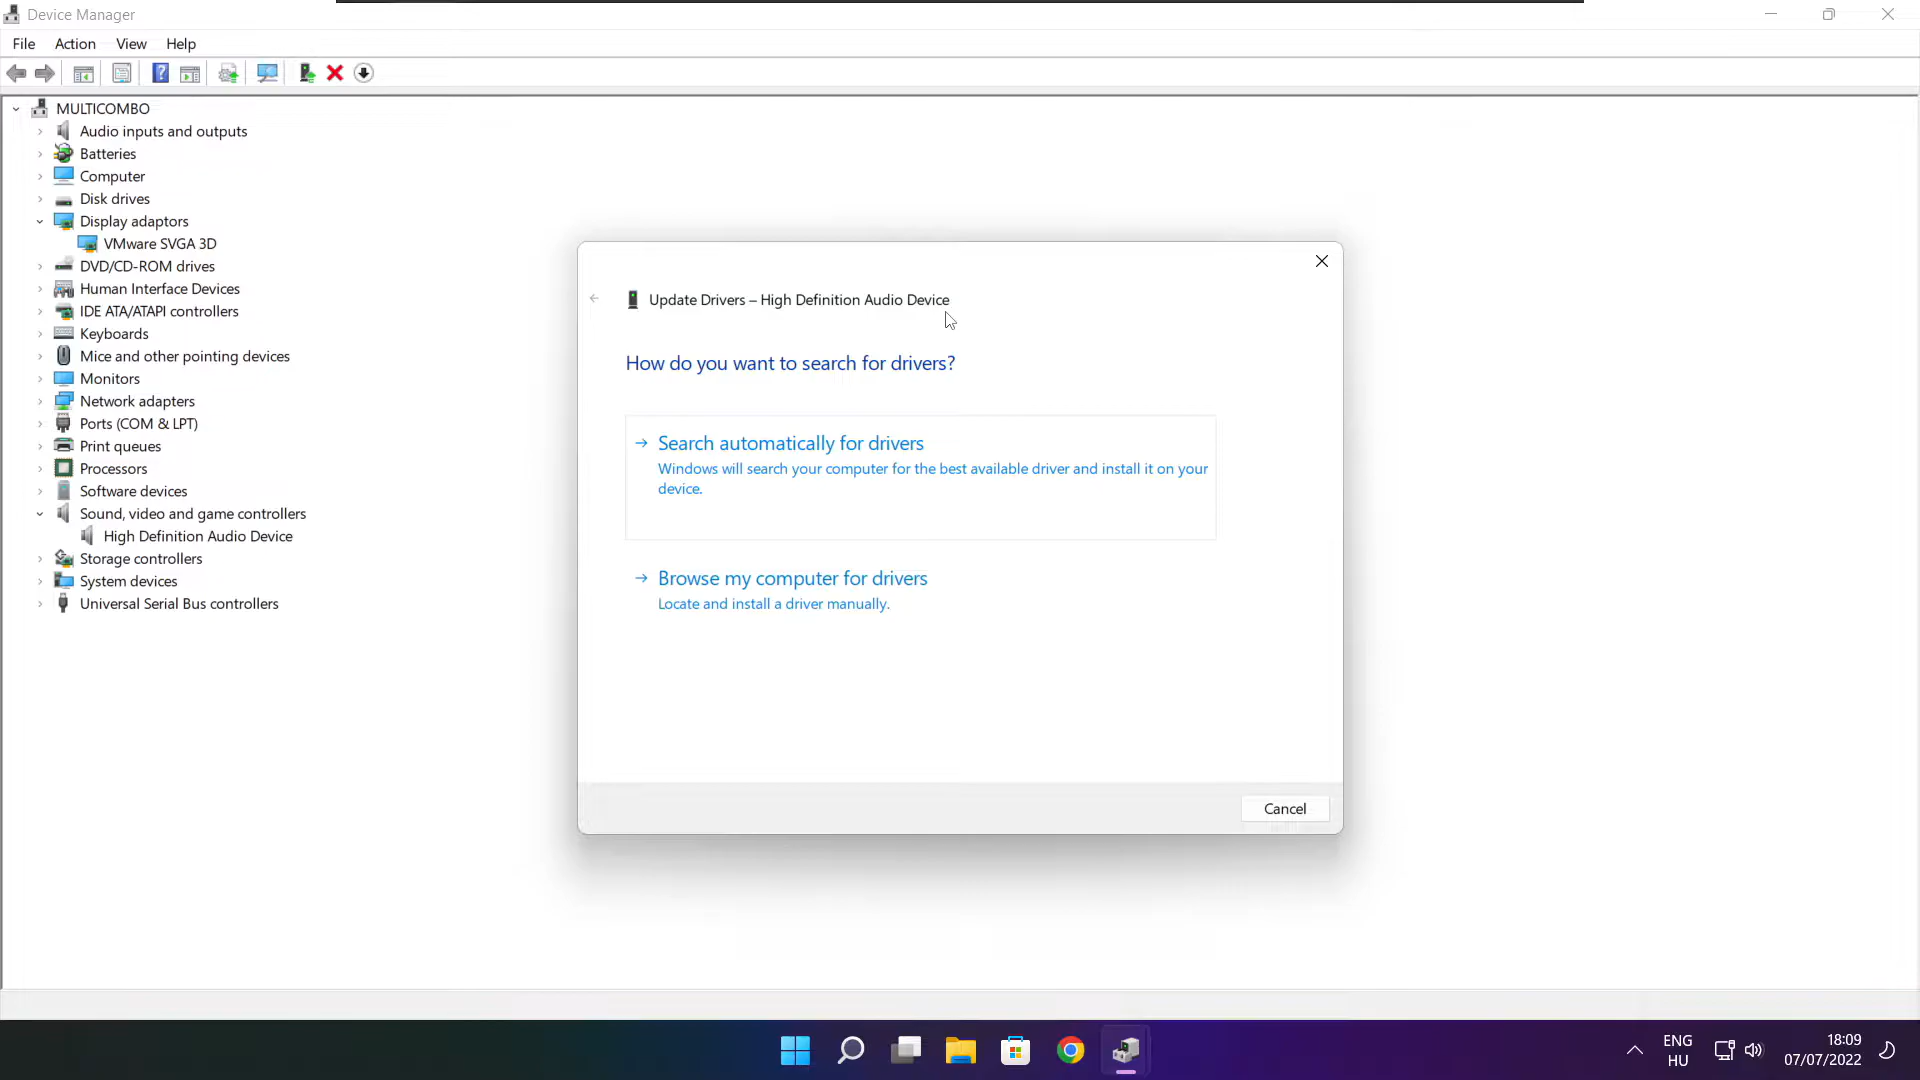 Device Manager
File Action View Help
MULTICOMBO
Audio inputs and outputs
Batteries
Computer
Disk drives
Display adaptors
VMware SVGA 3D
DVD/CD-ROM drives
Human Interface Devices
IDE ATA/ATAPI controllers
Keyboards
Mice and other pointing devices
Monitors
Network adapters
Ports (COM & LPT)
Print queues
Processors
Software devices
Sound, video and game controllers
High Definition Audio Device
Storage controllers
System devices
Universal Serial Bus controllers
Update Drivers – High Definition Audio Device
How do you want to search for drivers?
Search automatically for drivers
Windows will search your computer for the best available driver and install it on your
device.
Browse my computer for drivers
Locate and install a driver manually.
Cancel
ENG
HU
18:09
07/07/2022